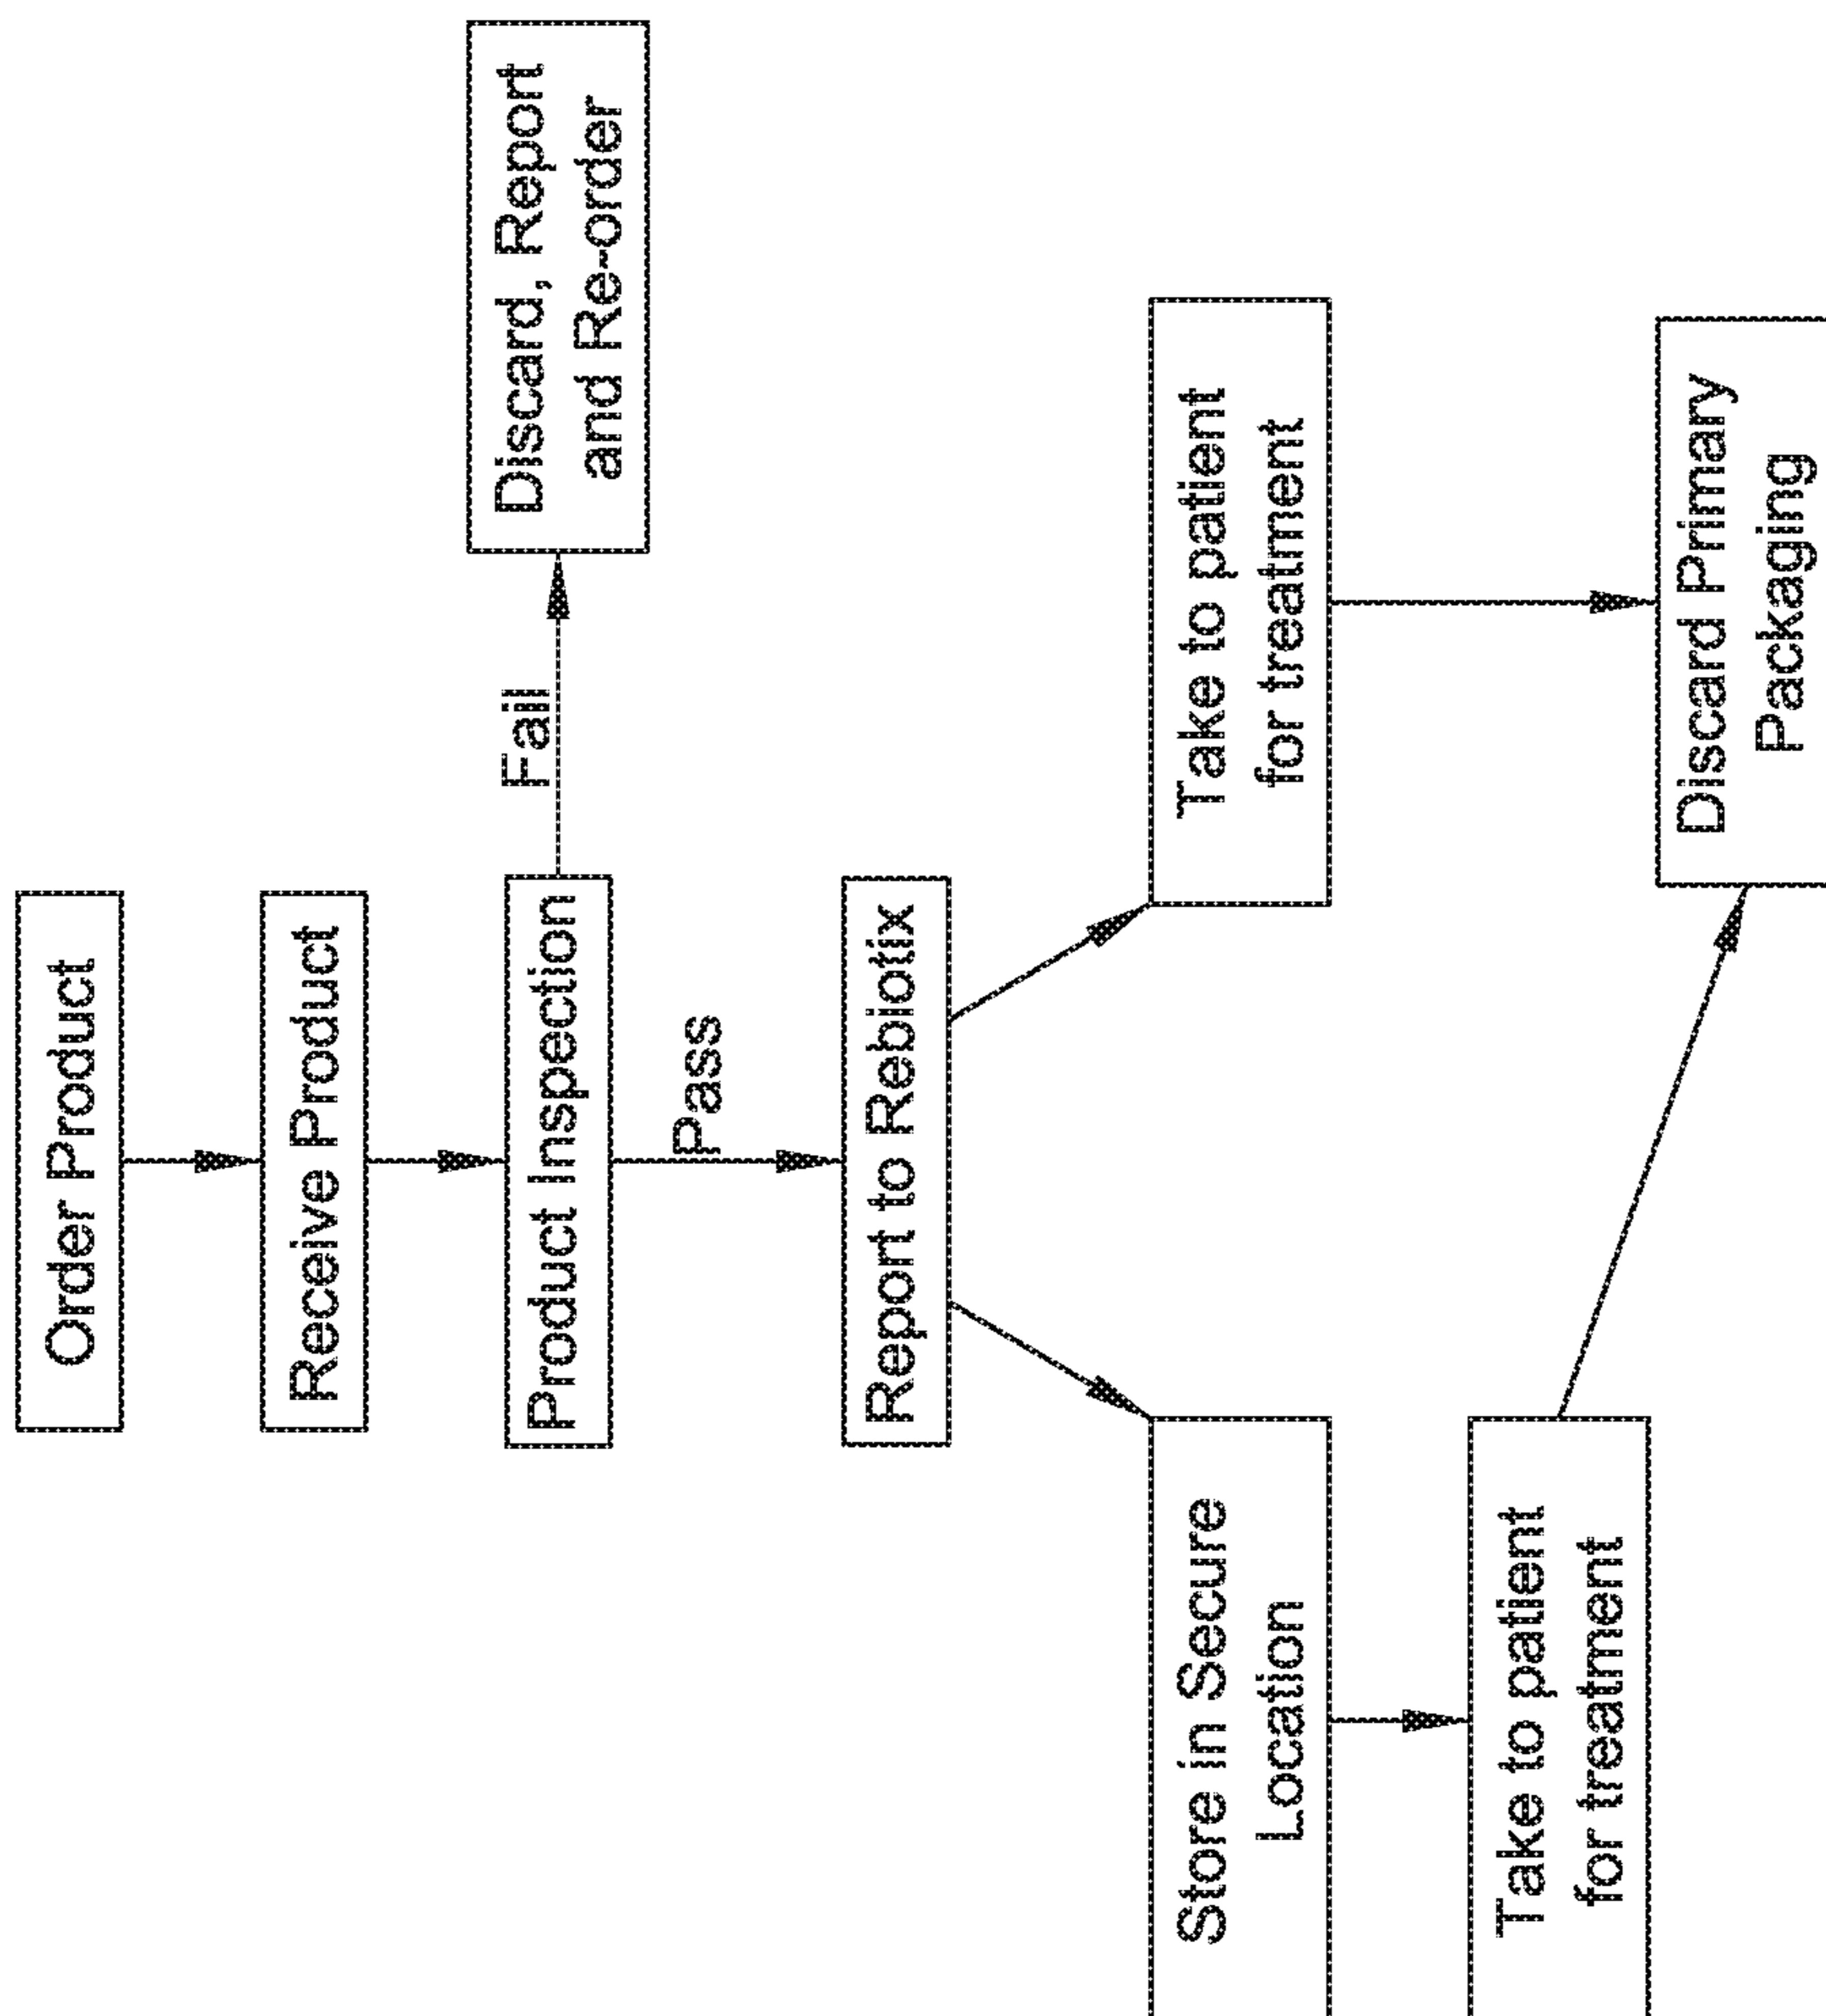 Order Product
Receive Product
Product Inspection
Fail
Discard, Report
and Re-order
Pass
Report to Rebiotix
Store in Secure
Location
Take to patient
for treatment
Take to patient
for treatment
Discard Primary
Packaging